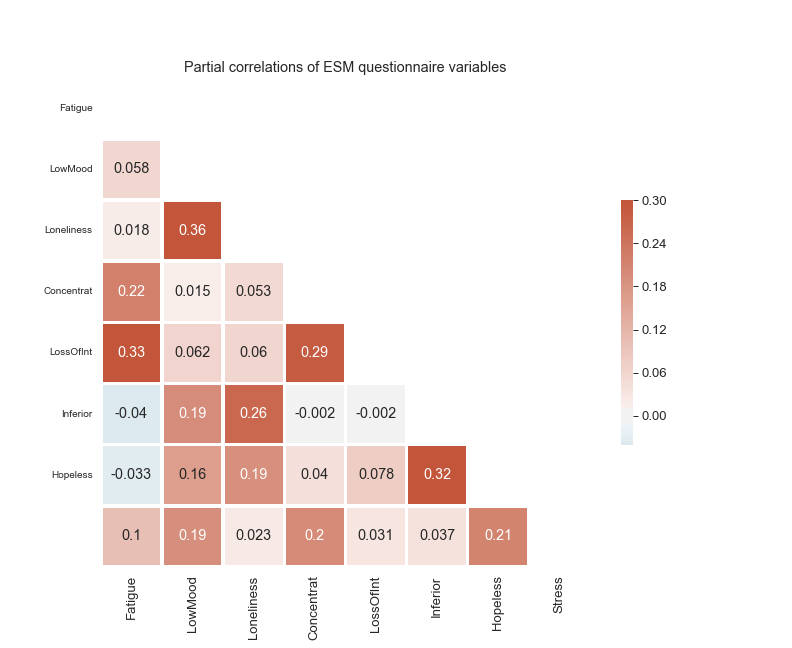 Partial correlations of ESM questionnaire variables
Fatigue
LowMood 0.058
Loneliness 0.018 0.36
Concentrat 0.22 0.015 0.053
LossOfInt 0.33 0.062 0.06 0.29
Inferior -0.04 0.19 0.26 -0.002 -0.002
Hopeless -0.033 0.16 0.19 0.04 0.078 0.32
0.1 0.19 0.023 0.2 0.031 0.037 0.21
Fatigue LowMood Loneliness Concentrat LossOfInt Inferior Hopeless Stress
0.30
0.24
0.18
0.12
0.06
0.00